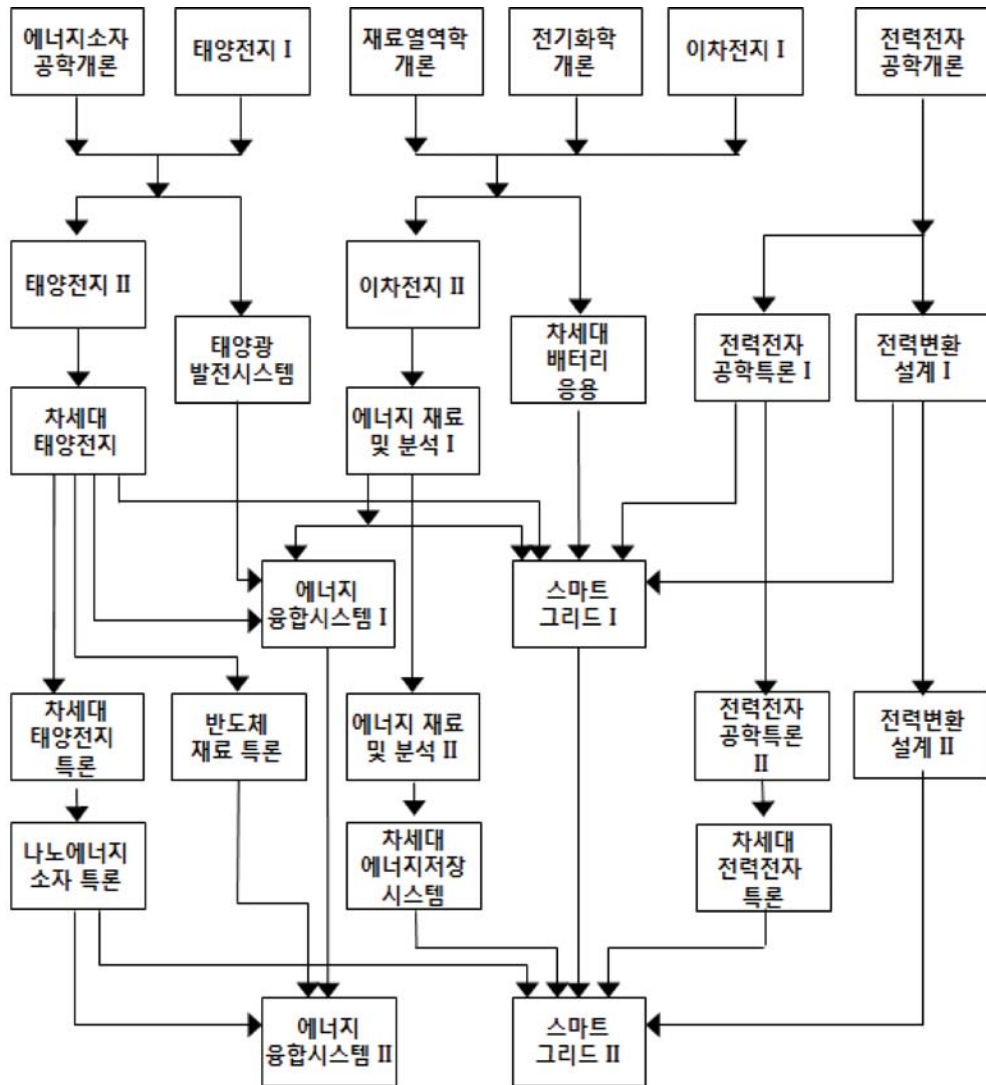 에너지소자
공학개론
태양전지 I
재료열역학
개론
전기화학
개론
이차전지 I
전력전자
공학개론
태양전지 II
이차전지 II
태양광
발전시스템
차세대
배터리
응용
전력전자
공학특론 I
전력변환
설계 I
차세대
태양전지
에너지 재료
및 분석 I
에너지
융합시스템 I
스마트
그리드 I
차세대
태양전지
특론
반도체
재료 특론
에너지 재료
및 분석 II
전력전자
공학특론
II
전력변환
설계 II
나노에너지
소자 특론
차세대
에너지저장
시스템
차세대
전력전자
특론
에너지
융합시스템 II
스마트
그리드 II